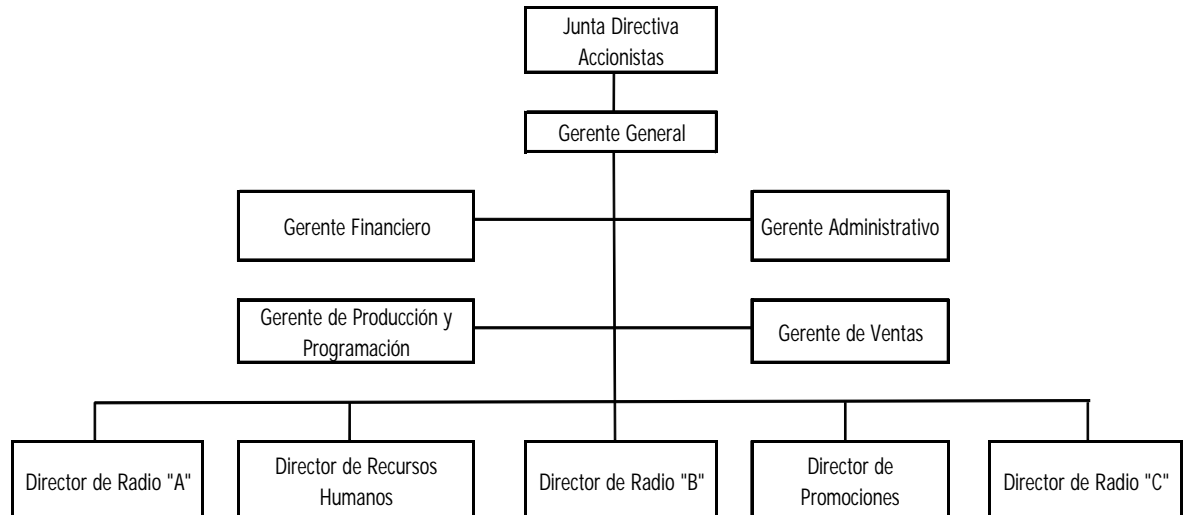 Junta Directiva
Accionistas
Gerente General
Gerente Financiero
Gerente Administrativo
Gerente de Producción y
Programación
Gerente de Ventas
Director de Radio "A"
Director de Recursos
Humanos
Director de Radio "B"
Director de
Promociones
Director de Radio "C"